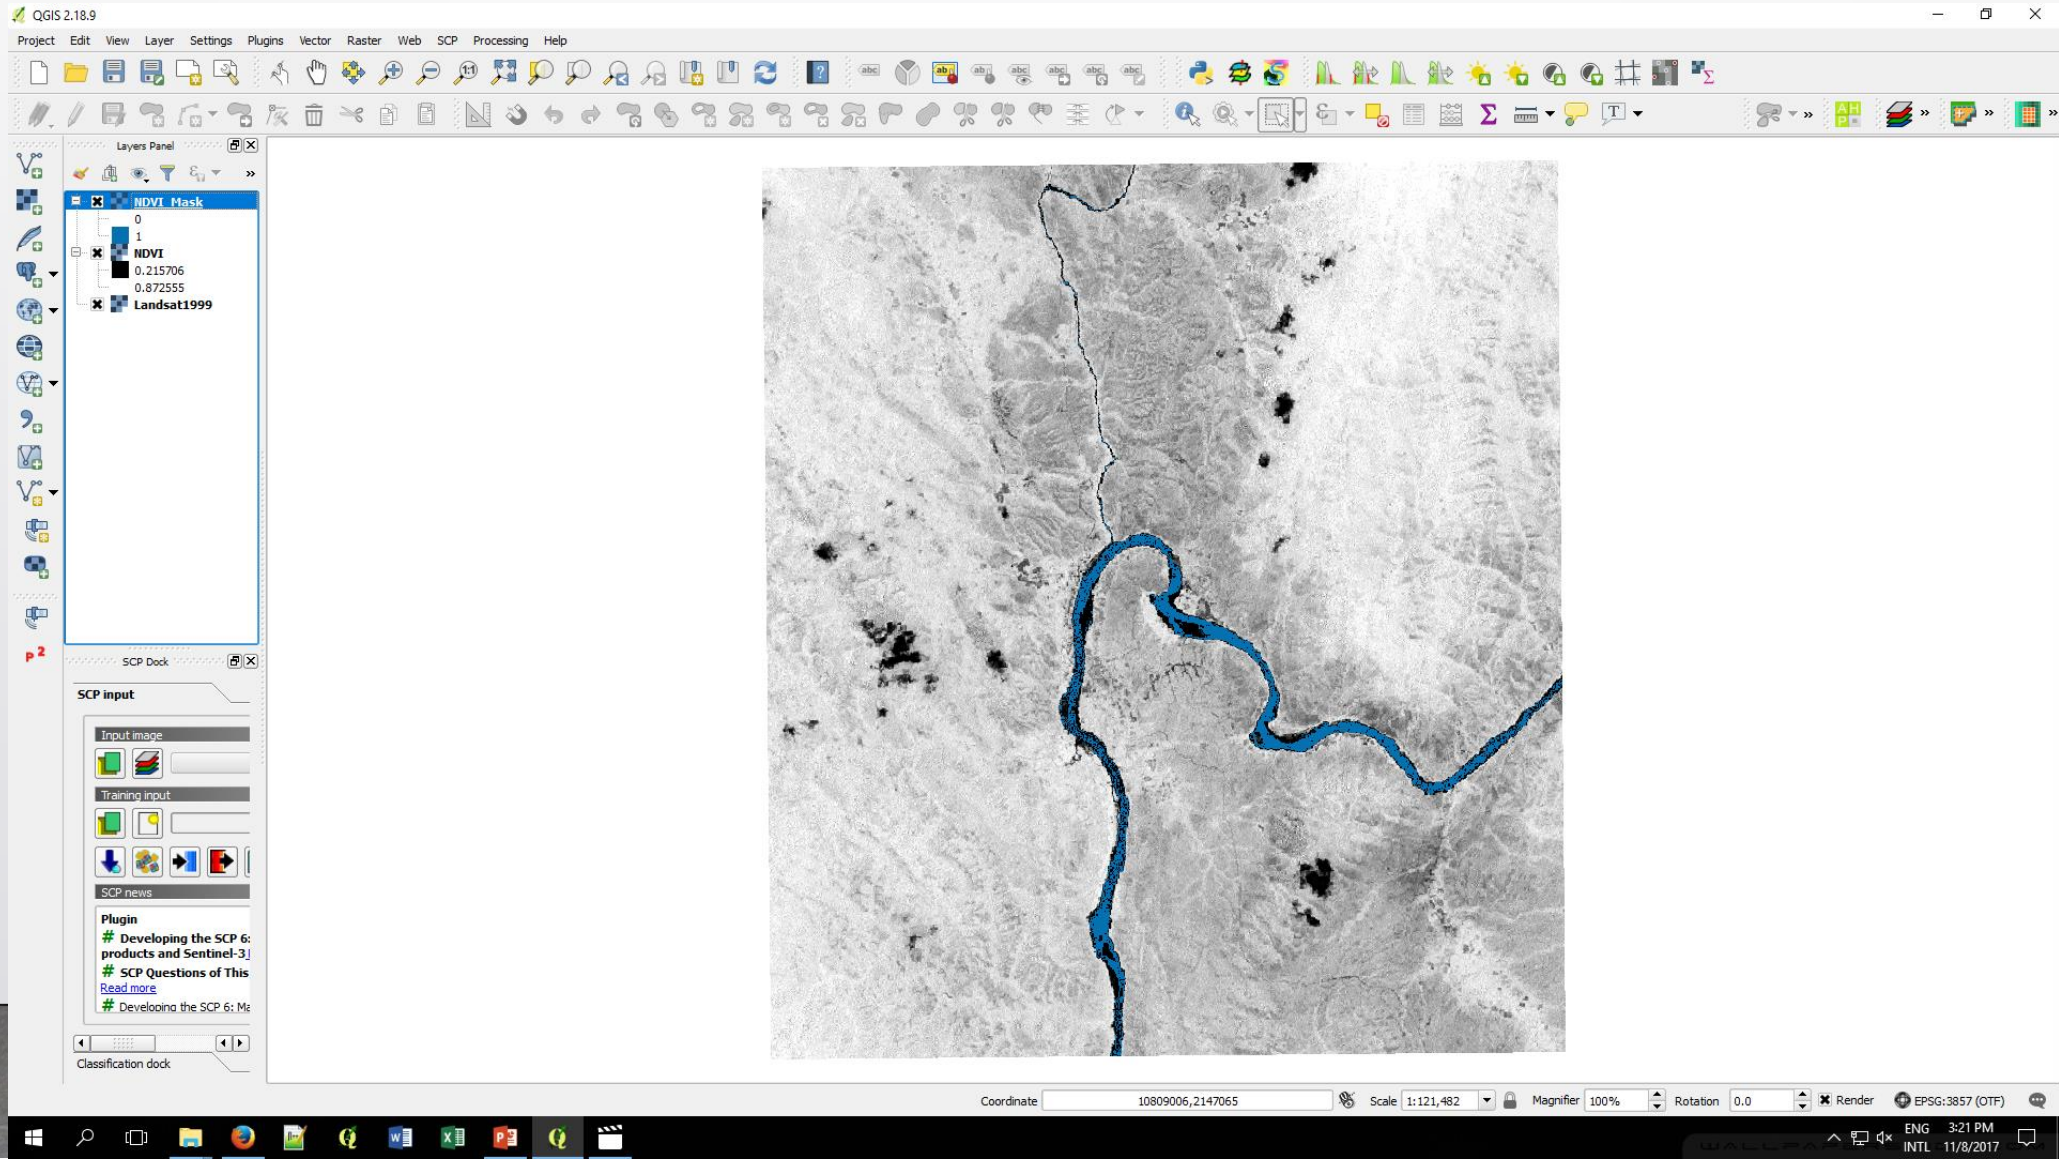 QGIS 2.18.9
Project Edit View Layer Settings Plugins Vector Raster Web SCP Processing Help
Layers Panel
NDVI_Mask
0
1
NDVI
0.215706
0.872555
Landsat1999
SCP Dock
SCP input
Input image
Training input
SCP news
Plugin
# Developing the SCP 6:
products and Sentinel-3
# SCP Questions of This
Read more
# Developing the SCP 6: Ma
Classification dock
Coordinate 10809006,2147065 Scale 1:121,482 Magnifier 100% Rotation 0.0 Render EPSG:3857 (OTF)
ENG 3:21 PM
INTL 11/8/2017